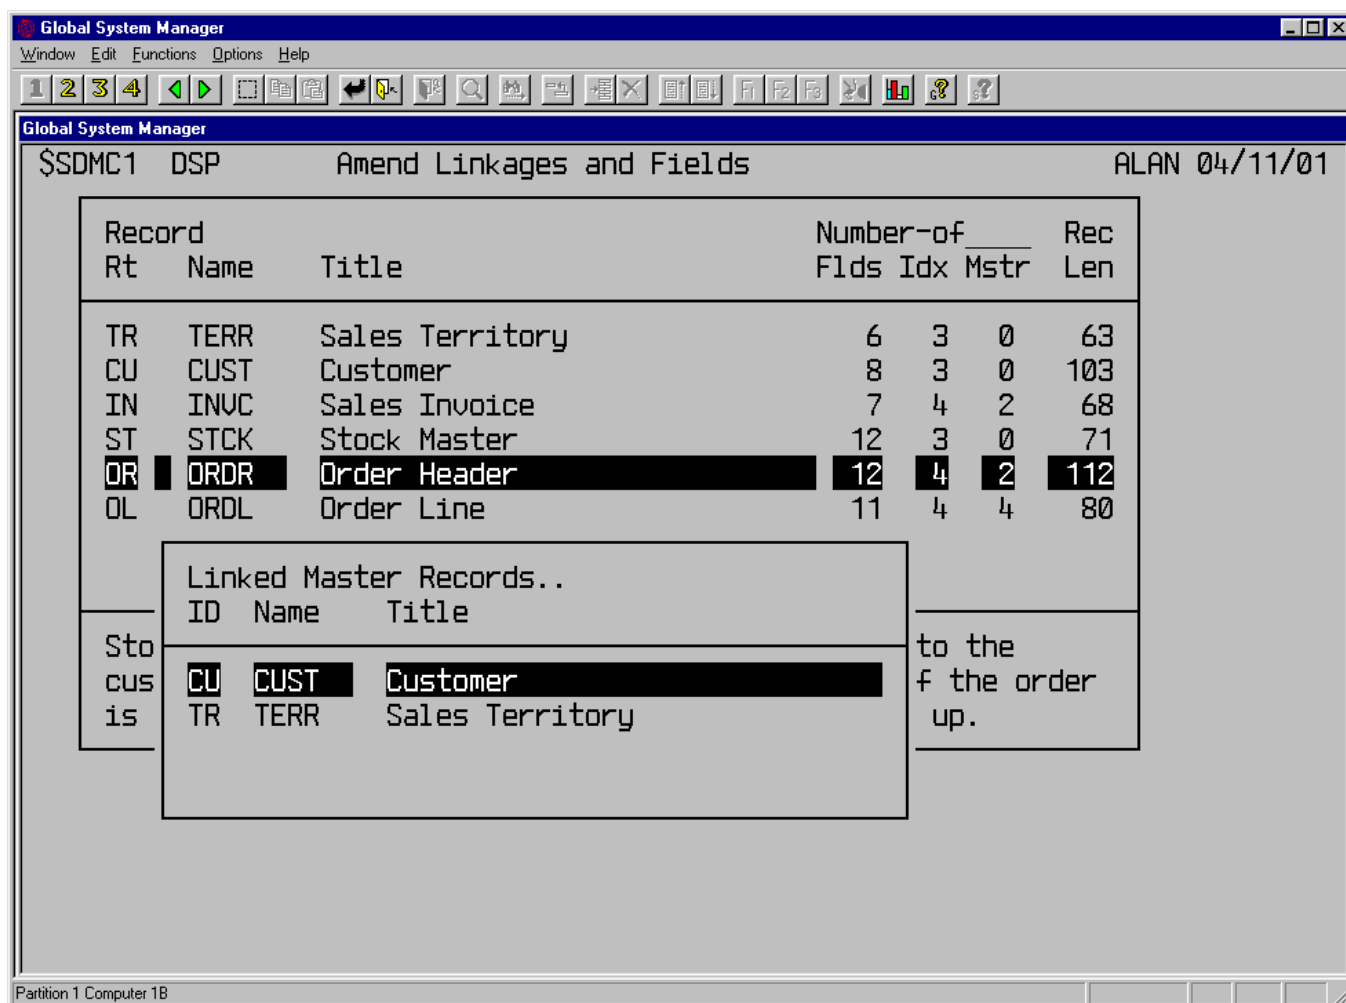 Global System Manager
Window Edit Functions Options Help
1 2 3 4 F1 F2 F3 G? S?
Global System Manager
$SDMC1 DSP Amend Linkages and Fields ALAN 04/11/01
Record Number-of____ Rec
Rt Name Title Flds Idx Mstr Len
TR TERR Sales Territory 6 3 0 63
CU CUST Customer 8 3 0 103
IN INVC Sales Invoice 7 4 2 68
ST STCK Stock Master 12 3 0 71
OR ORDR Order Header 12 4 2 112
OL ORDL Order Line 11 4 4 80
Linked Master Records..
ID Name Title
Sto to the
CU CUST Customer
cus f the order
TR TERR Sales Territory
is up.
Partition 1 Computer 1B